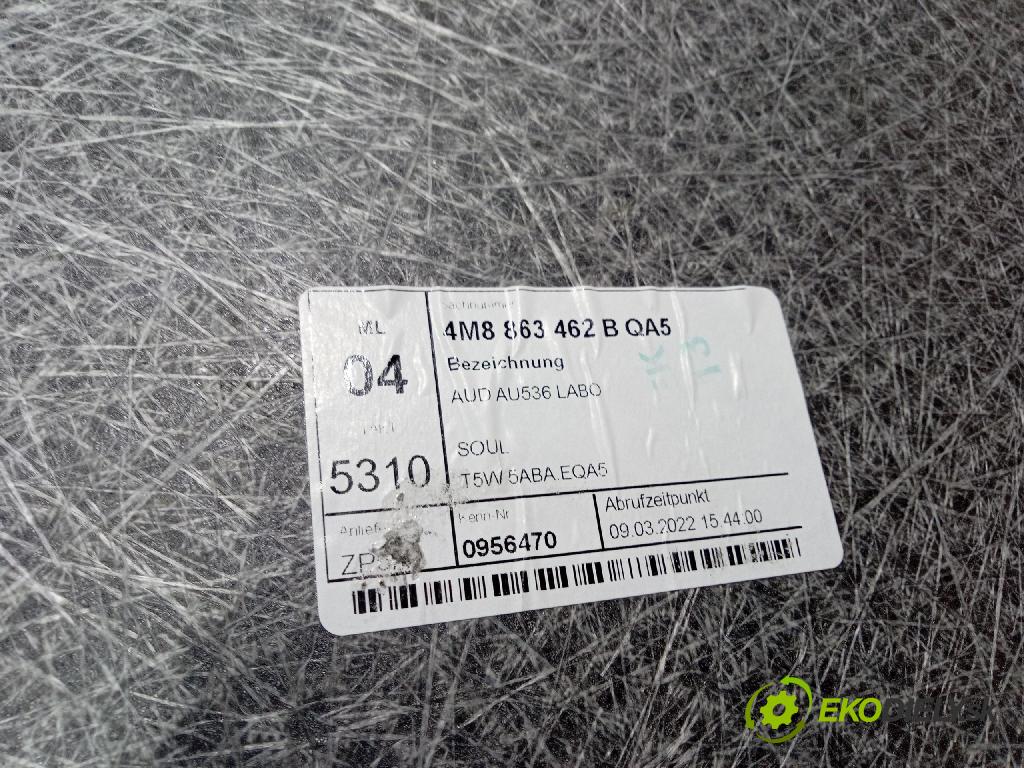 ML
04
5310
Sachnummer
4M8 863 462 B QA5
Bezeichnung
AUD AU536 LABO
SOUL
T5W 5ABA.EQA5
Kenn-Nr
0956470
Abrufzeitpunkt
09.03.2022 15:44:00
EKO